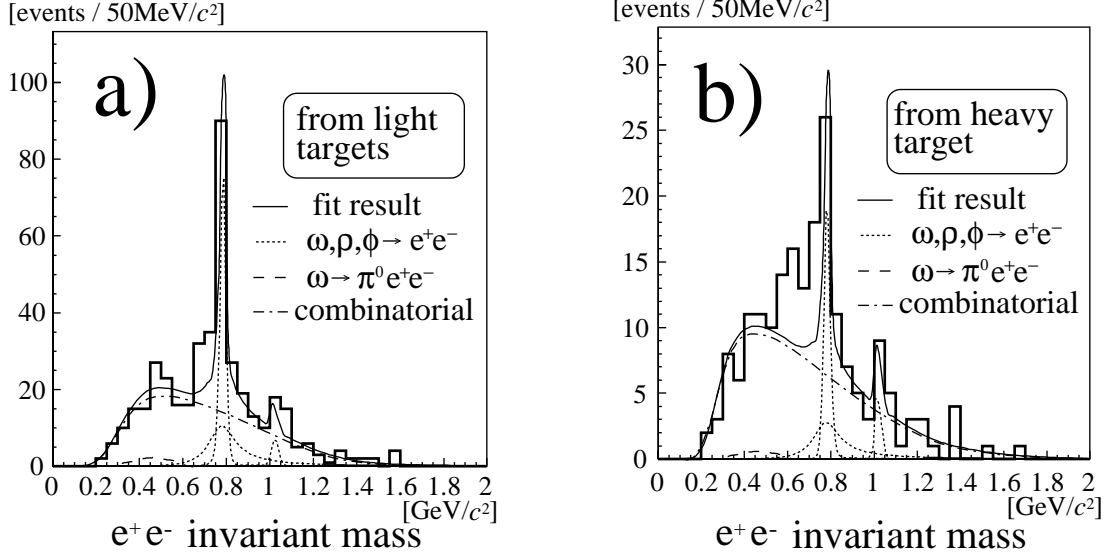 [events / 50MeV/c²]
a)
from light
targets
fit result
ω,ρ,φ→ e⁺e⁻
ω→ π⁰e⁺e⁻
combinatorial
100
80
60
40
20
0
0 0.2 0.4 0.6 0.8 1 1.2 1.4 1.6 1.8 2
[GeV/c²]
e⁺e⁻ invariant mass
[events / 50MeV/c²]
b)
from heavy
target
fit result
ω,ρ,φ→ e⁺e⁻
ω→ π⁰e⁺e⁻
combinatorial
30
25
20
15
10
5
0
0 0.2 0.4 0.6 0.8 1 1.2 1.4 1.6 1.8 2
[GeV/c²]
e⁺e⁻ invariant mass